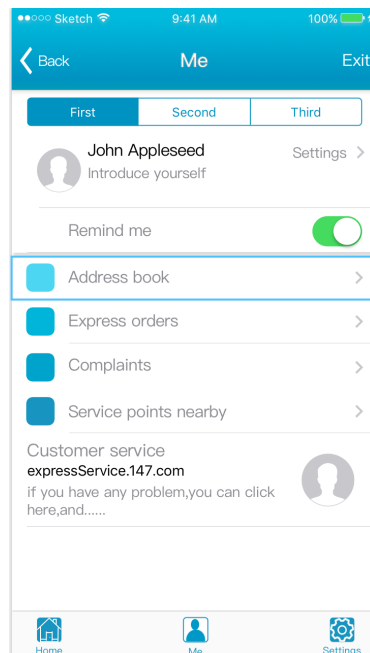 Sketch 9:41 AM 100%
Back Me Exit
First Second Third
John Appleseed
Introduce yourself
Settings
Remind me
Address book
Express orders
Complaints
Service points nearby
Customer service
expressService.147.com
if you have any problem,you can click
here,and......
Home Me Settings